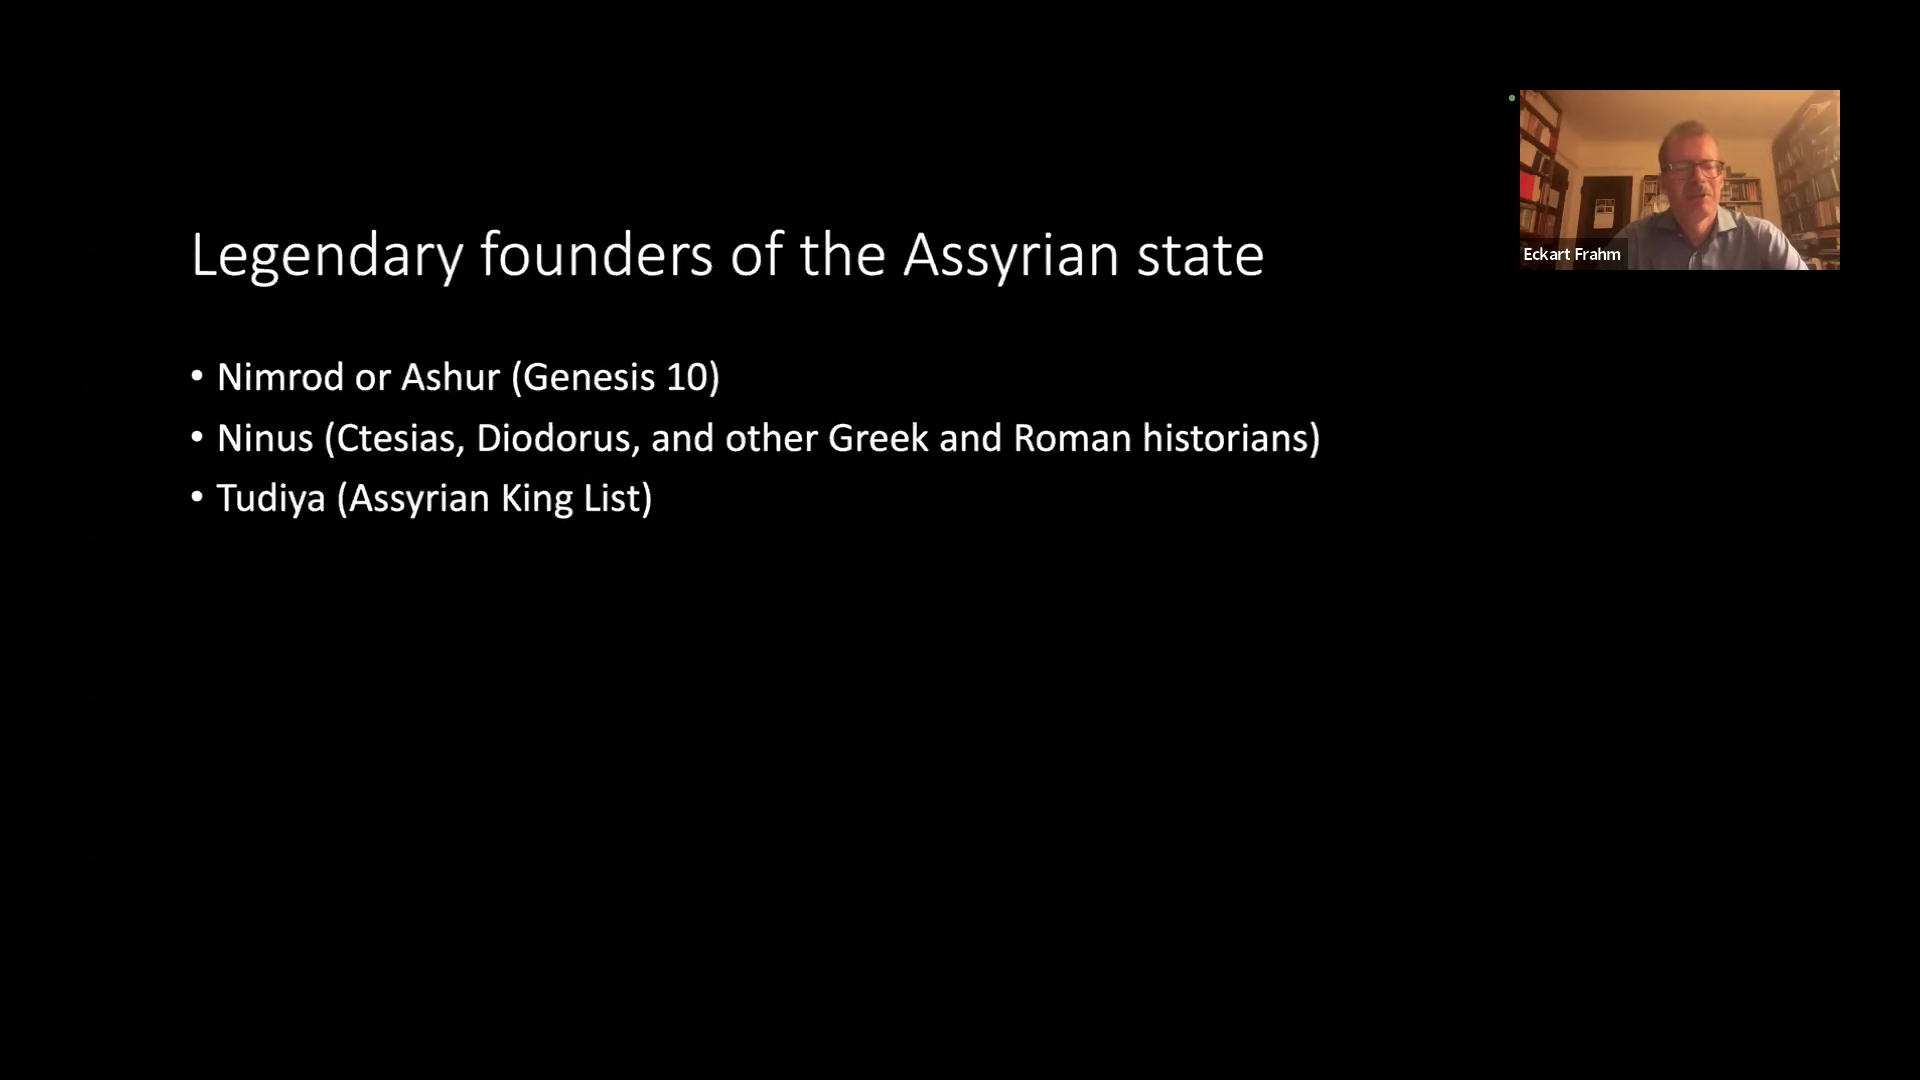 Legendary founders of the Assyrian state
• Nimrod or Ashur (Genesis 10)
• Ninus (Ctesias, Diodorus, and other Greek and Roman historians)
• Tudiya (Assyrian King List)
Eckart Frahm